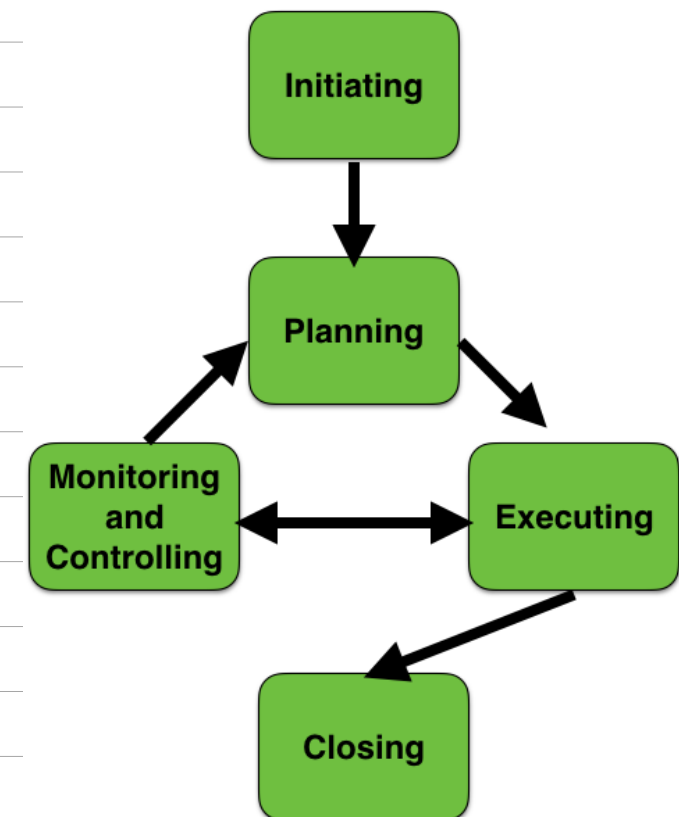 Initiating
Planning
Monitoring
and
Controlling
Executing
Closing